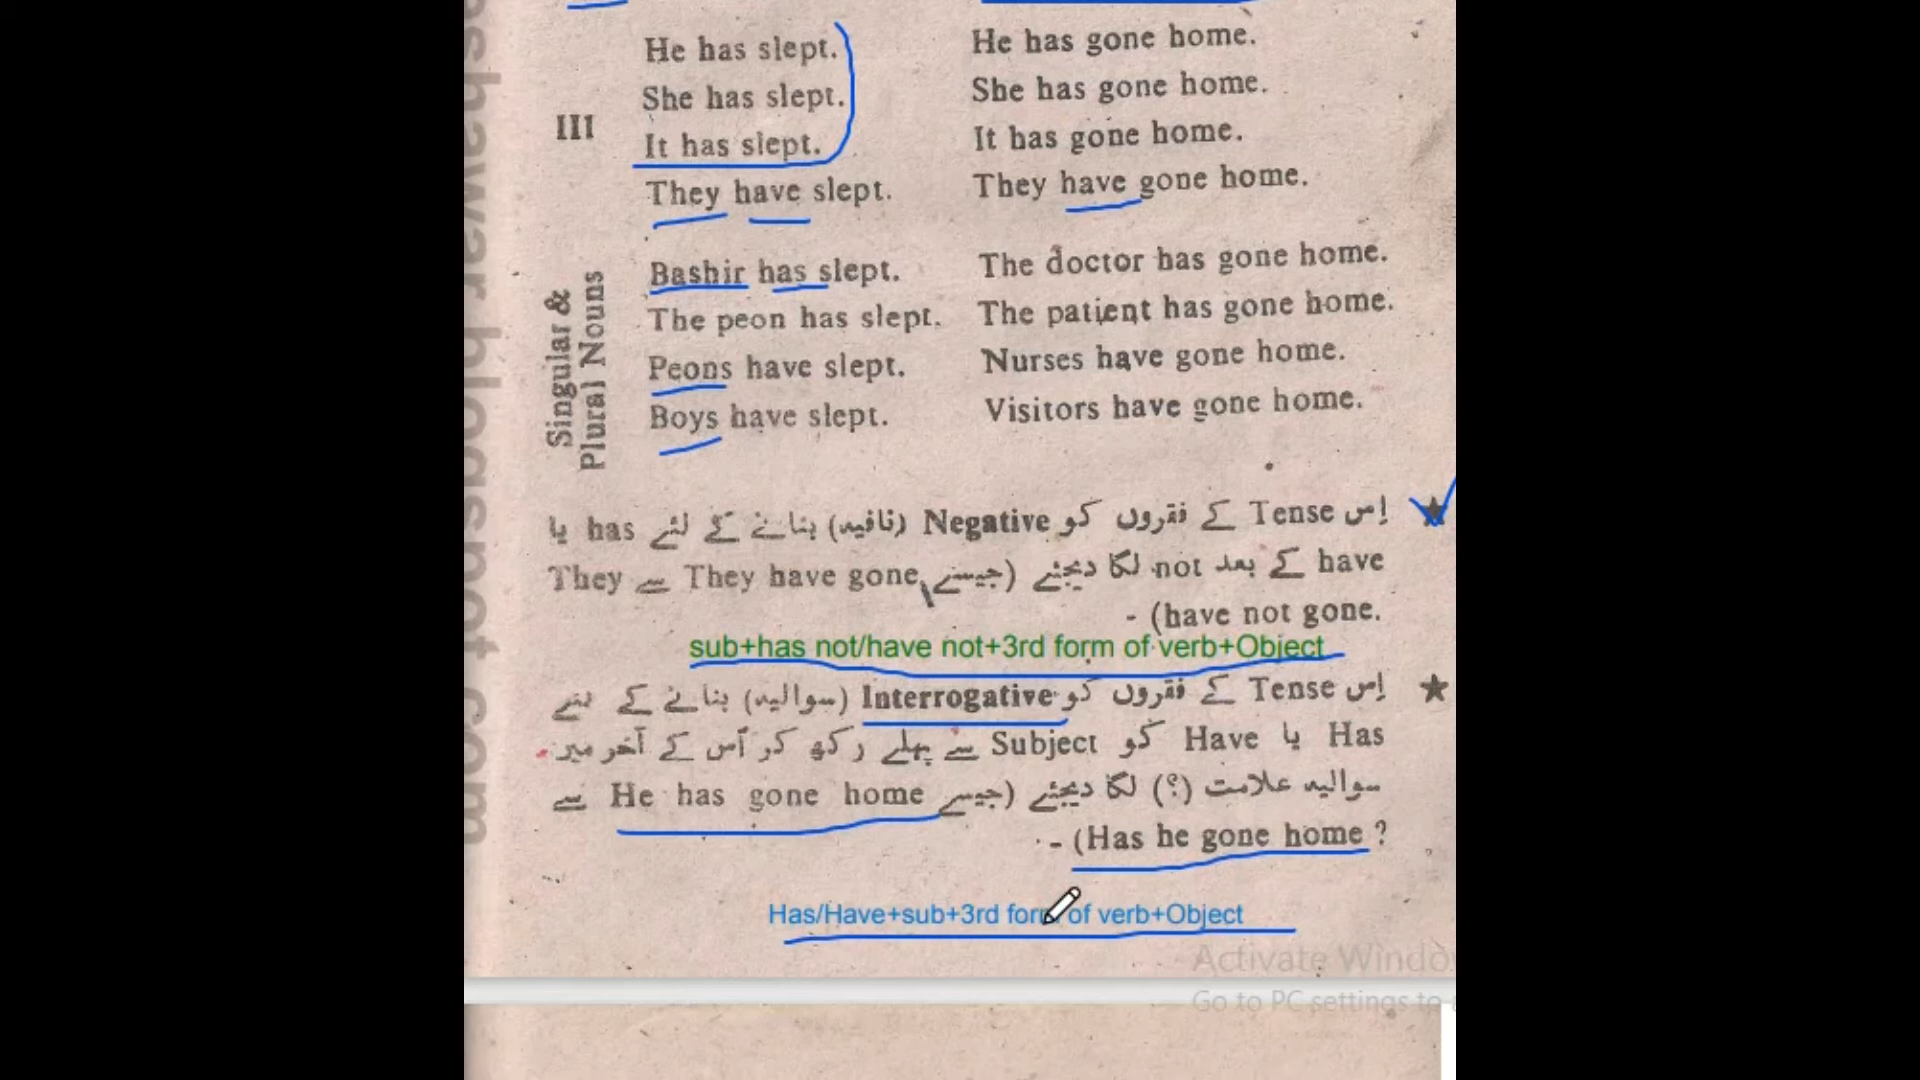 He has slept.
He has gone home.
She has slept.
She has gone home.
III
It has slept.
It has gone home.
They have slept.
They have gone home.
Singular &
Plural Nouns
Bashir has slept.
The doctor has gone home.
The peon has slept.
The patient has gone home.
Peons have slept.
Nurses have gone home.
Boys have slept.
Visitors have gone home.
★ اِس Tense کے فقروں کو Negative (نافیہ) بنانے کے لئے has یا
have کے بعد not لگا دیجئے (جیسے They have gone سے They
have not gone.) -
sub+has not/have not+3rd form of verb+Object
★ اِس Tense کے فقروں کو Interrogative (سوالیہ) بنانے کے لئے
Has یا Have کو Subject سے پہلے رکھ کر اُس کے آخر میں
سوالیہ علامت (؟) لگا دیجئے (جیسے He has gone home سے
Has he gone home ?) -
Has/Have+sub+3rd form of verb+Object
Activate Windo
Go to PC settings to